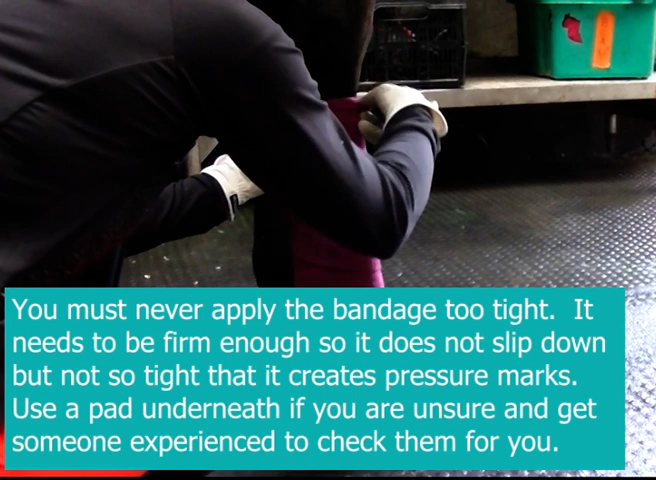 You must never apply the bandage too tight.  It
needs to be firm enough so it does not slip down
but not so tight that it creates pressure marks.
Use a pad underneath if you are unsure and get
someone experienced to check them for you.